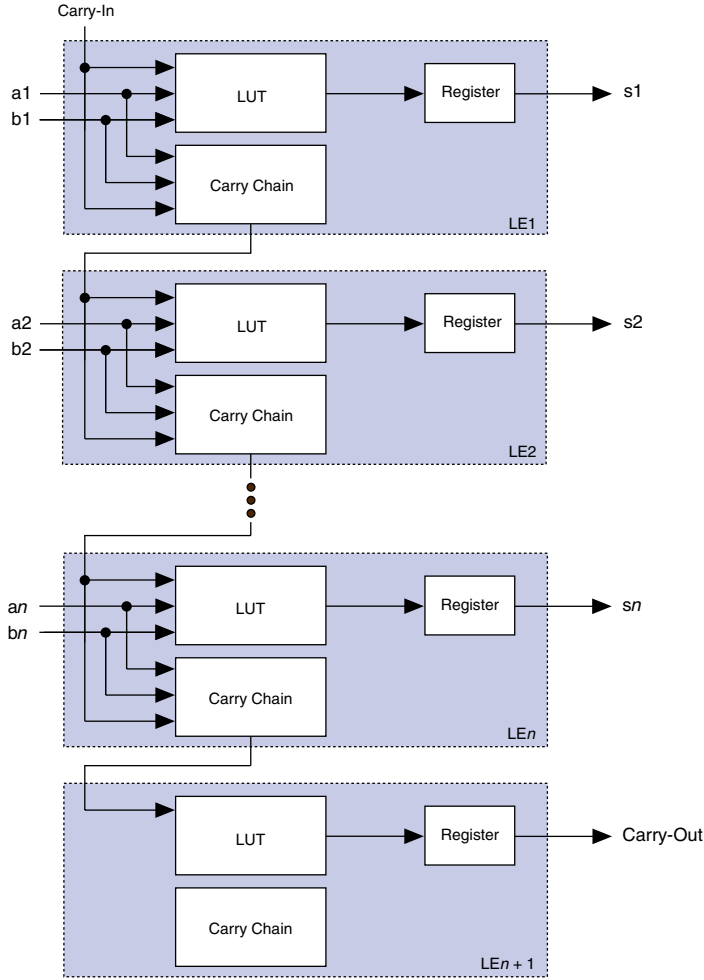 Carry-In
a1
b1
LUT
Register
s1
Carry Chain
LE1
a2
b2
LUT
Register
s2
Carry Chain
LE2
an
bn
LUT
Register
sn
Carry Chain
LEn
LUT
Register
Carry-Out
Carry Chain
LEn + 1